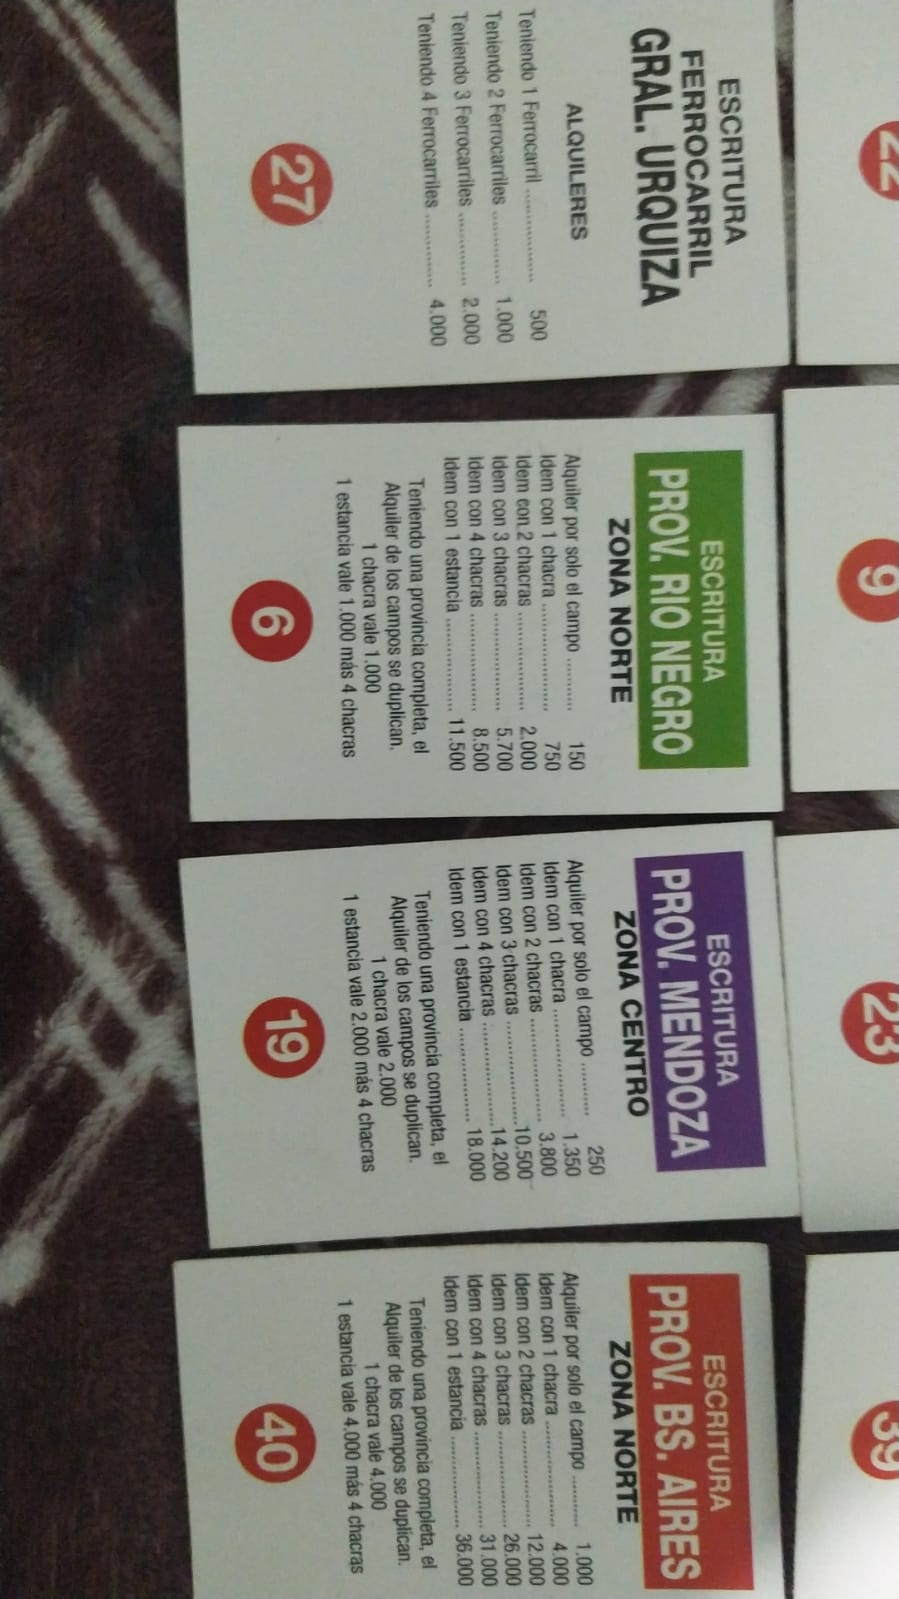 ESCRITURA
FERROCARRIL
GRAL. URQUIZA
ALQUILERES
Teniendo 1 Ferrocarril ................. 500
Teniendo 2 Ferrocarriles ............. 1.000
Teniendo 3 Ferrocarriles ............. 2.000
Teniendo 4 Ferrocarriles ............. 4.000
27
ESCRITURA
PROV. RIO NEGRO
ZONA NORTE
Alquiler por solo el campo .......... 150
Idem con 1 chacra .................... 750
Idem con 2 chacras .................. 2.000
Idem con 3 chacras .................. 5.700
Idem con 4 chacras .................. 8.500
Idem con 1 estancia ................. 11.500
Teniendo una provincia completa, el
Alquiler de los campos se duplican.
1 chacra vale 1.000
1 estancia vale 1.000 más 4 chacras
6
ESCRITURA
PROV. MENDOZA
ZONA CENTRO
Alquiler por solo el campo .......... 250
Idem con 1 chacra .................... 1.350
Idem con 2 chacras .................. 3.800
Idem con 3 chacras ..................10.500
Idem con 4 chacras ..................14.200
Idem con 1 estancia ................. 18.000
Teniendo una provincia completa, el
Alquiler de los campos se duplican.
1 chacra vale 2.000
1 estancia vale 2.000 más 4 chacras
19
ESCRITURA
PROV. BS. AIRES
ZONA NORTE
Alquiler por solo el campo .......... 1.000
Idem con 1 chacra .................... 4.000
Idem con 2 chacras .................. 12.000
Idem con 3 chacras .................. 26.000
Idem con 4 chacras .................. 31.000
Idem con 1 estancia ................. 36.000
Teniendo una provincia completa, el
Alquiler de los campos se duplican.
1 chacra vale 4.000
1 estancia vale 4.000 más 4 chacras
40
22
9
23
39